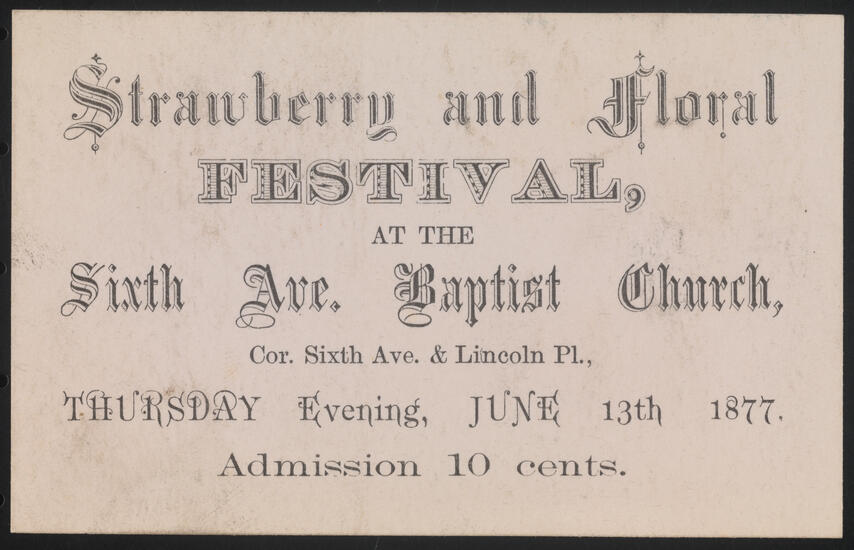 Strawberry and Floral
FESTIVAL,
AT THE
Sixth Ave. Baptist Church,
Cor. Sixth Ave. & Lincoln Pl.,
THURSDAY Evening, JUNE 13th 1877.
Admission 10 cents.